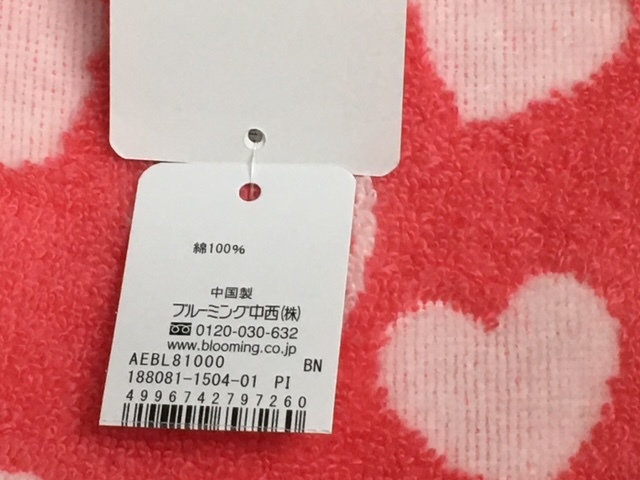 綿100%
中国製
ブルーミング中西(株)
0120-030-632
www.blooming.co.jp
AEBL81000 BN
188081-1504-01 PI
4996742797260